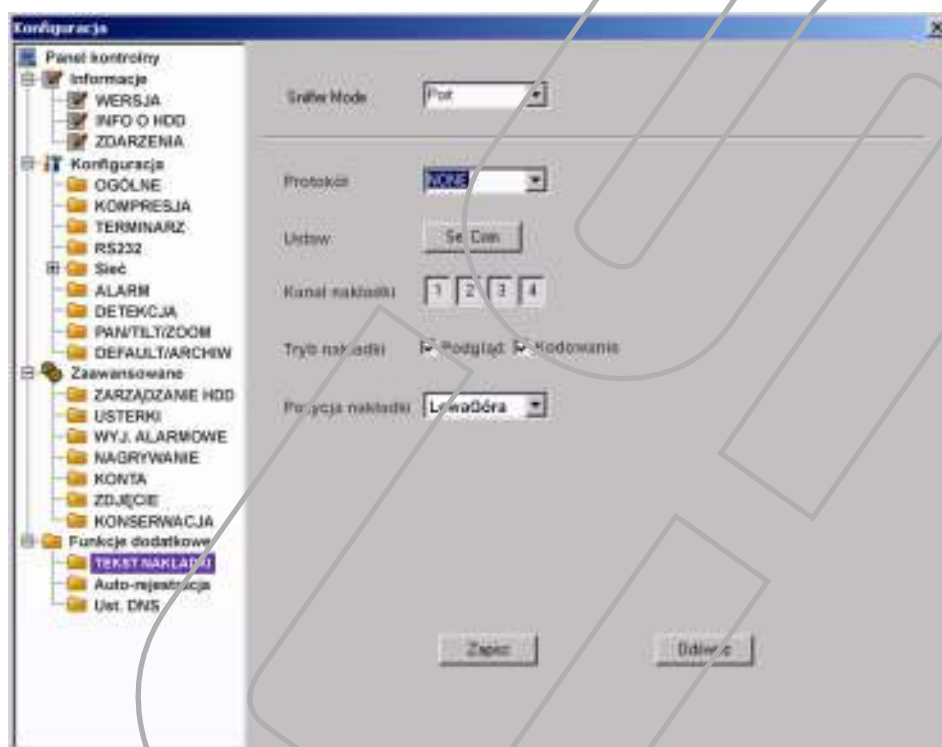 Konfiguracja
Panel kontrolny
Informacje
WERSJA
INFO O HDD
ZDARZENIA
Konfiguracja
OGÓLNE
KOMPRESJA
TERMINARZ
RS232
Sieć
ALARM
DETEKCJA
PAN/TILT/ZOOM
DEFAULT/ARCHIW
Zaawansowane
ZARZĄDZANIE HDD
USTERKI
WYJ. ALARMOWE
NAGRYWANIE
KONTA
ZDJĘCIE
KONSERWACJA
Funkcje dodatkowe
TEKST NAKLADKI
Auto-rejestracja
Ust. DNS
Sniffer Mode Port
Protokół NONE
Ustaw Set Com
Kanał nakładki 1 2 3 4
Tryb nakładki Podgląd Kodowanie
Pozycja nakładki LewaGóra
Zapisz Odśwież